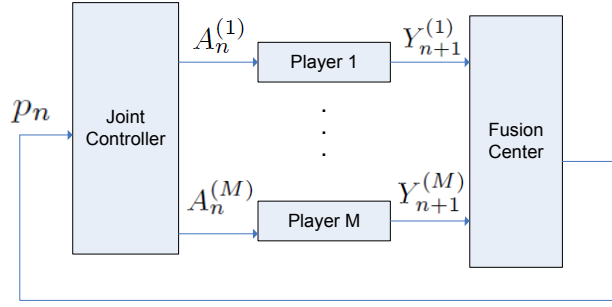 A_n^{(1)}
Player 1
Y_{n+1}^{(1)}
p_n
Joint
Controller
Fusion
Center
A_n^{(M)}
Player M
Y_{n+1}^{(M)}